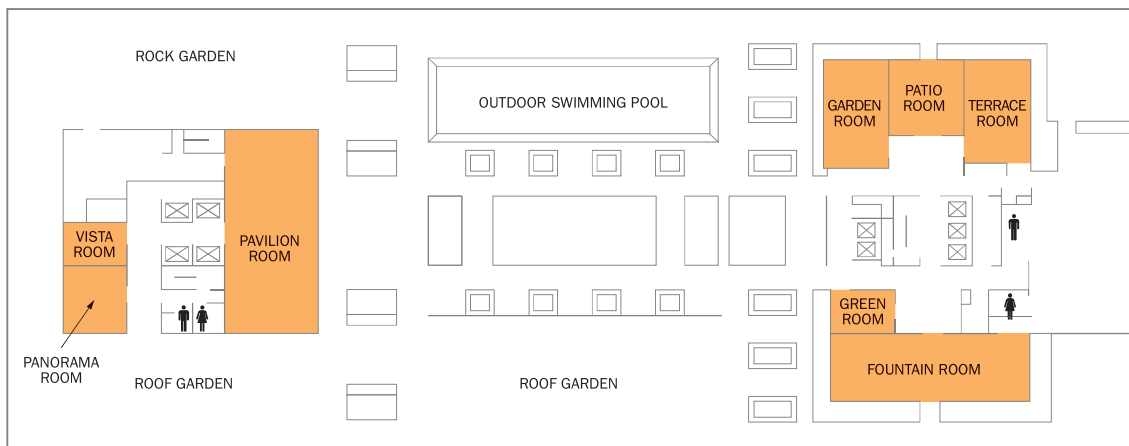 ROCK GARDEN
OUTDOOR SWIMMING POOL
GARDEN
ROOM
PATIO
ROOM
TERRACE
ROOM
VISTA
ROOM
PAVILION
ROOM
PANORAMA
ROOM
GREEN
ROOM
FOUNTAIN ROOM
ROOF GARDEN
ROOF GARDEN